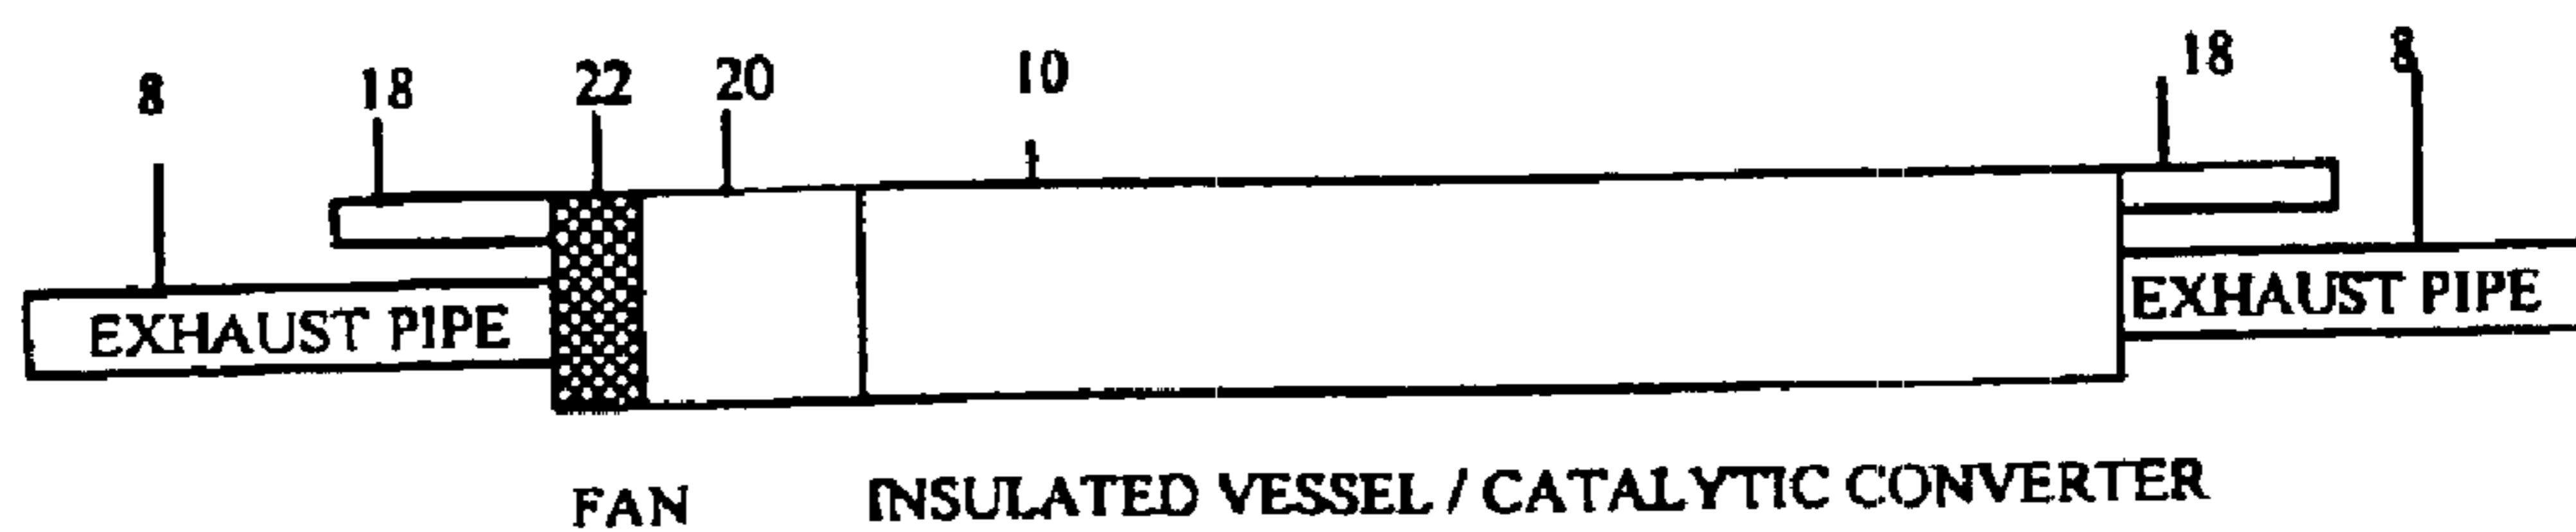 8 18 22 20 10 18 8
EXHAUST PIPE EXHAUST PIPE
FAN INSULATED VESSEL / CATALYTIC CONVERTER